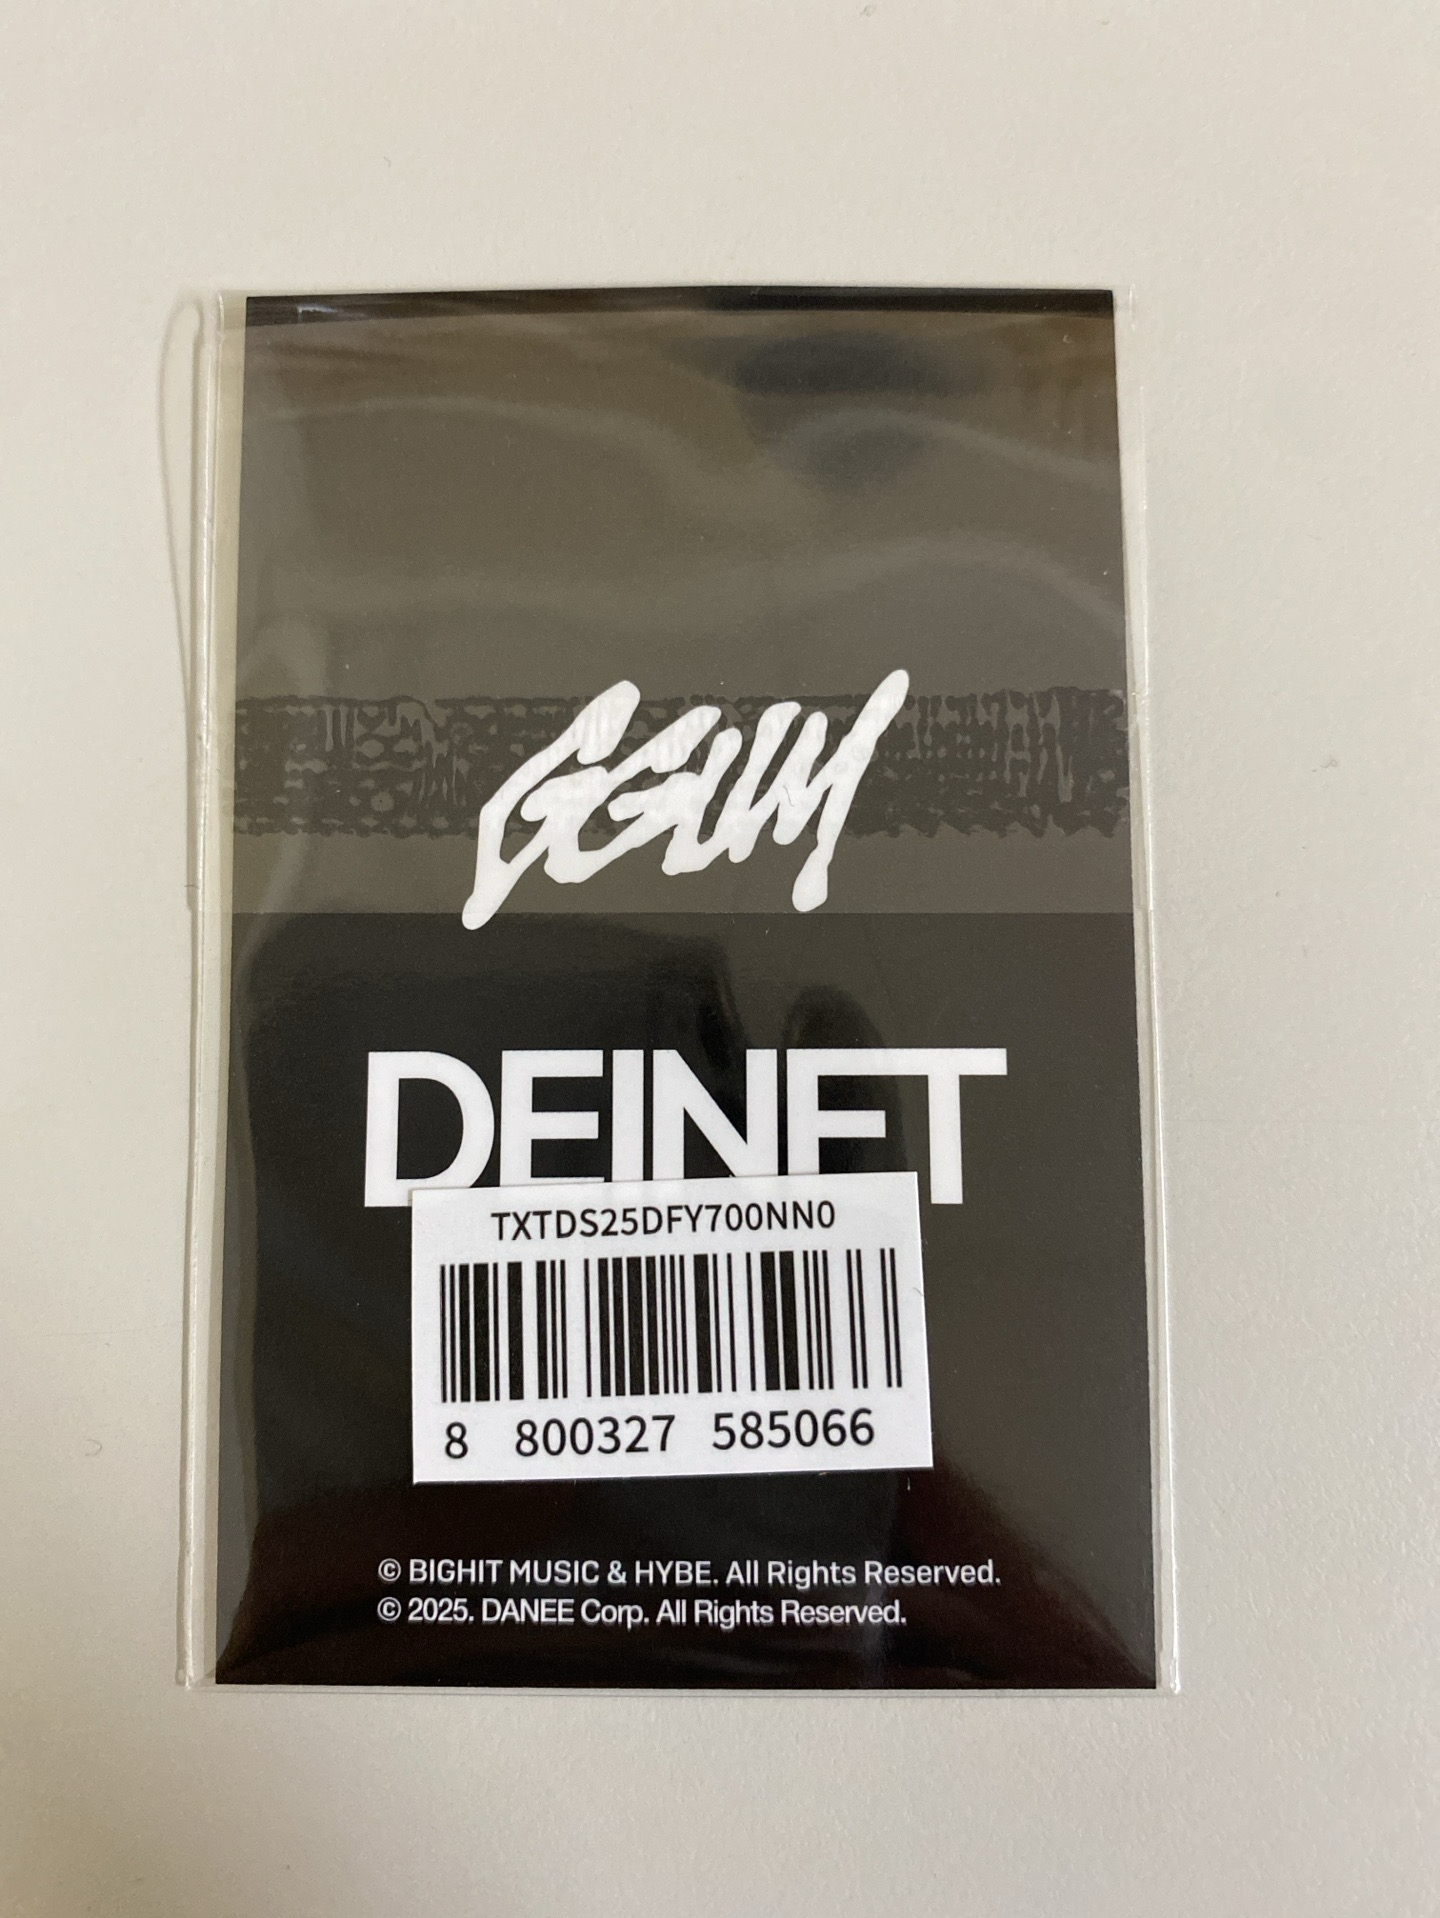 GGUM
DEINET
TXTDS25DFY700NN0
8 800327 585066
© BIGHIT MUSIC & HYBE. All Rights Reserved.
© 2025. DANEE Corp. All Rights Reserved.